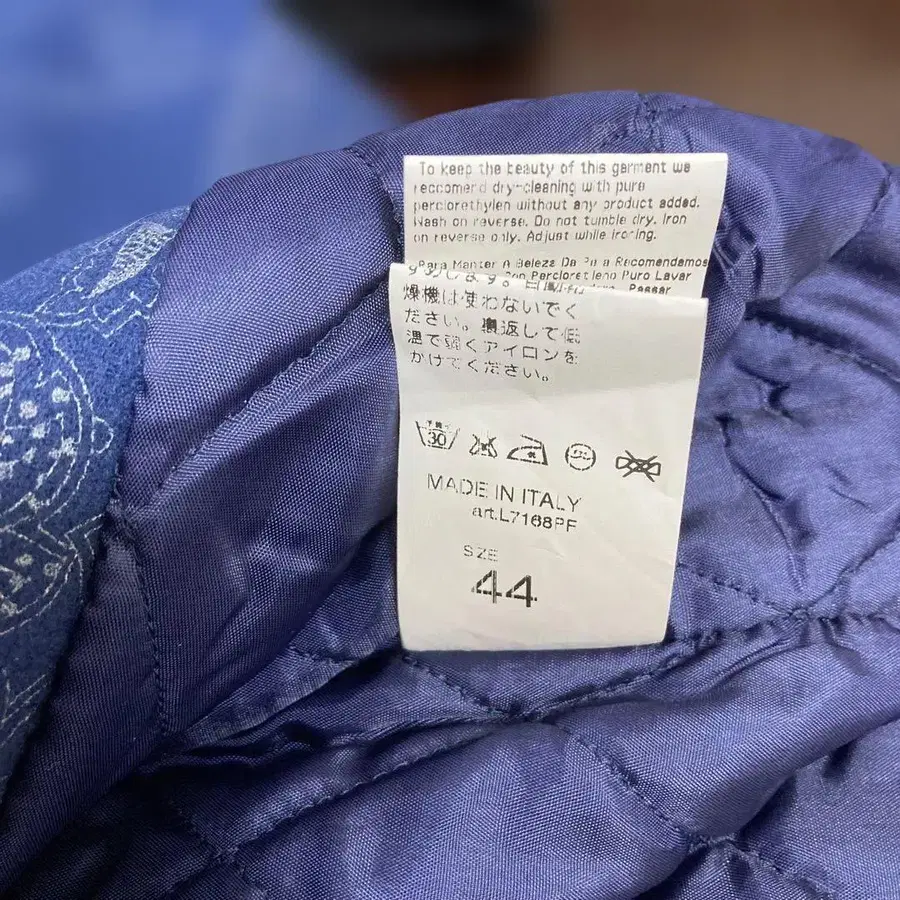 To keep the beauty of this garment we
reccomend dry-cleaning with pure
perclorethylen without any product added.
Wash on reverse. Do not tumble dry. Iron
on reverse only. Adjust while ironing.
Para Manter A Beleza Da Recomendamos
Com Percloretileno Puro Lavar
Passar
燥機は使わないでく
ださい。裏返して低
温で軽くアイロンを
かけてください。
30
MADE IN ITALY
art.L7168PF
SIZE
44